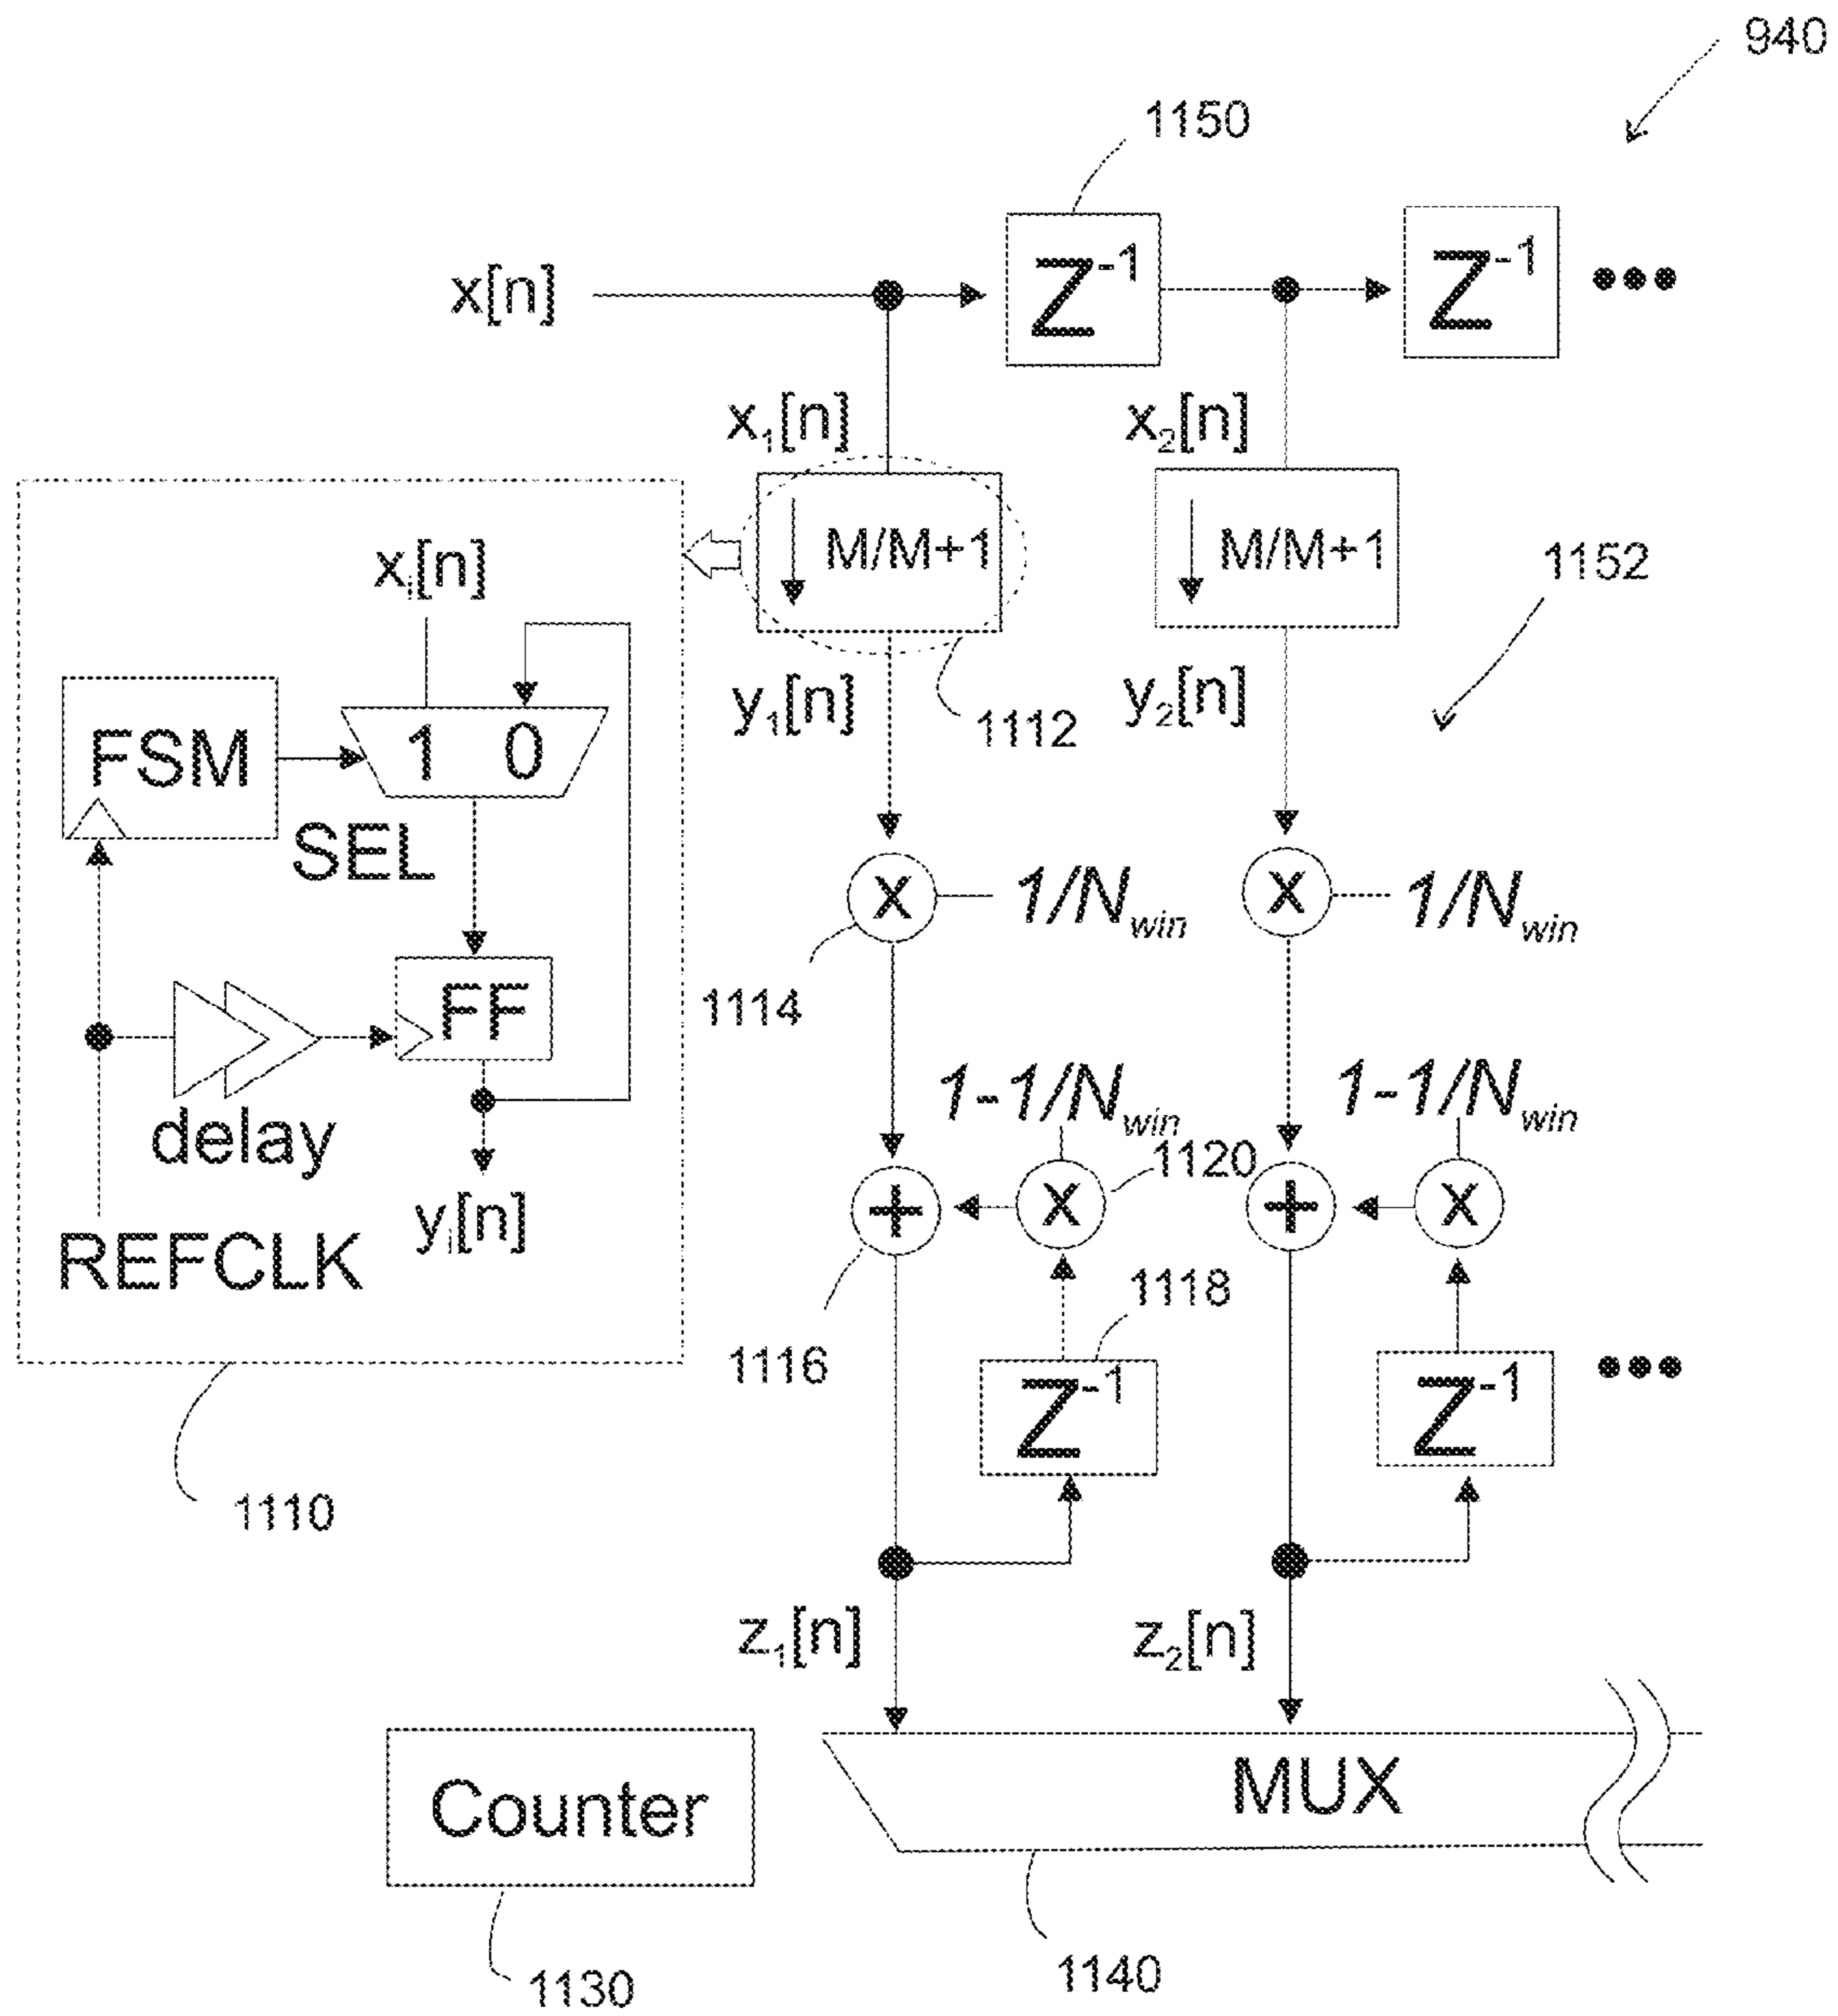 940
1150
x[n]
Z⁻¹
Z⁻¹
•••
x₁[n]
x₂[n]
M/M+1
M/M+1
1152
xᵢ[n]
y₁[n]
y₂[n]
1112
FSM
1 0
SEL
1/Nwin
1/Nwin
FF
1114
delay
1-1/Nwin
1-1/Nwin
1120
yᵢ[n]
REFCLK
1118
1116
Z⁻¹
Z⁻¹
•••
1110
z₁[n]
z₂[n]
MUX
Counter
1130
1140